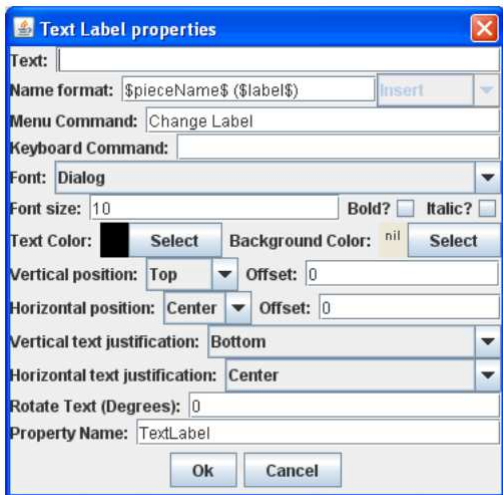 Text Label properties
Text:
Name format: $pieceName$ ($label$) Insert
Menu Command: Change Label
Keyboard Command:
Font: Dialog
Font size: 10 Bold? Italic?
Text Color: Select Background Color: nil Select
Vertical position: Top Offset: 0
Horizontal position: Center Offset: 0
Vertical text justification: Bottom
Horizontal text justification: Center
Rotate Text (Degrees): 0
Property Name: TextLabel
Ok Cancel